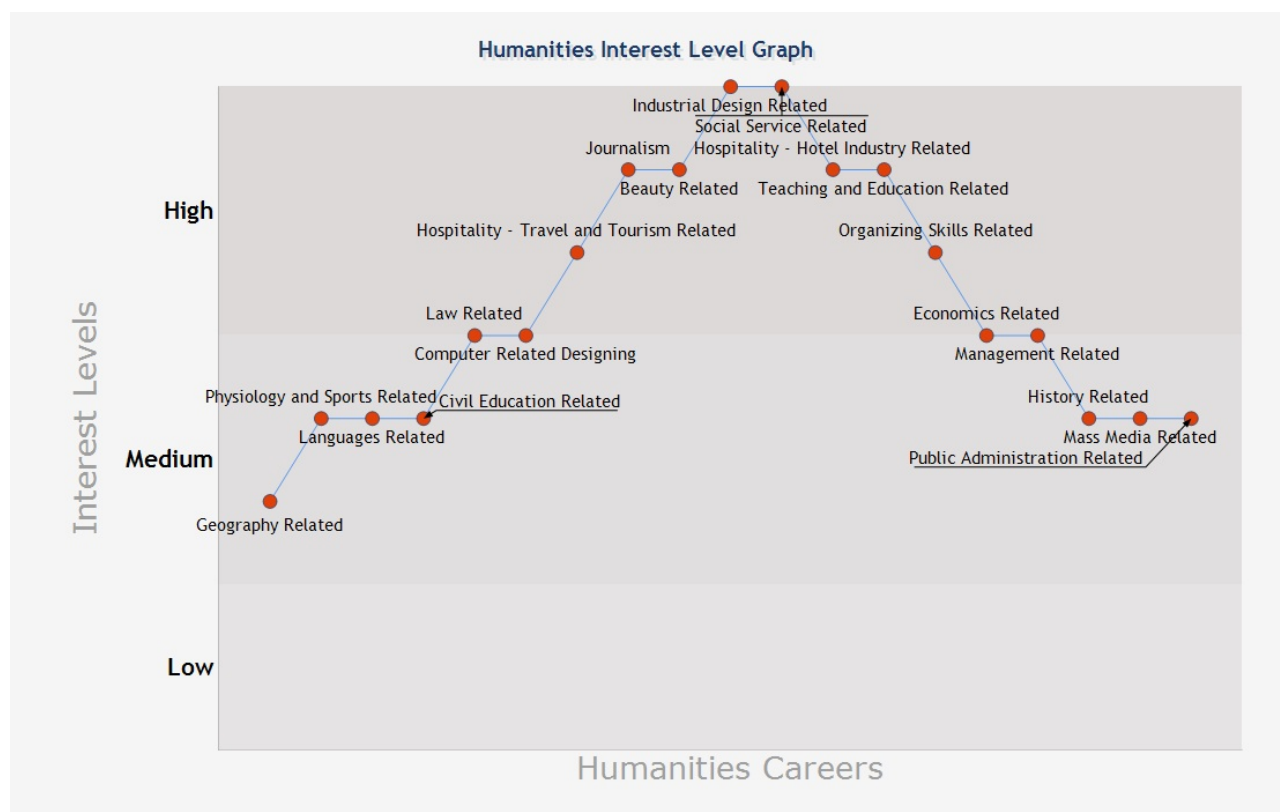 Humanities Interest Level Graph
Industrial Design Related
Social Service Related
Journalism
Hospitality - Hotel Industry Related
Beauty Related
Teaching and Education Related
High
Hospitality - Travel and Tourism Related
Organizing Skills Related
Law Related
Economics Related
Computer Related Designing
Management Related
Physiology and Sports Related
Civil Education Related
History Related
Languages Related
Mass Media Related
Medium
Public Administration Related
Geography Related
Interest Levels
Low
Humanities Careers